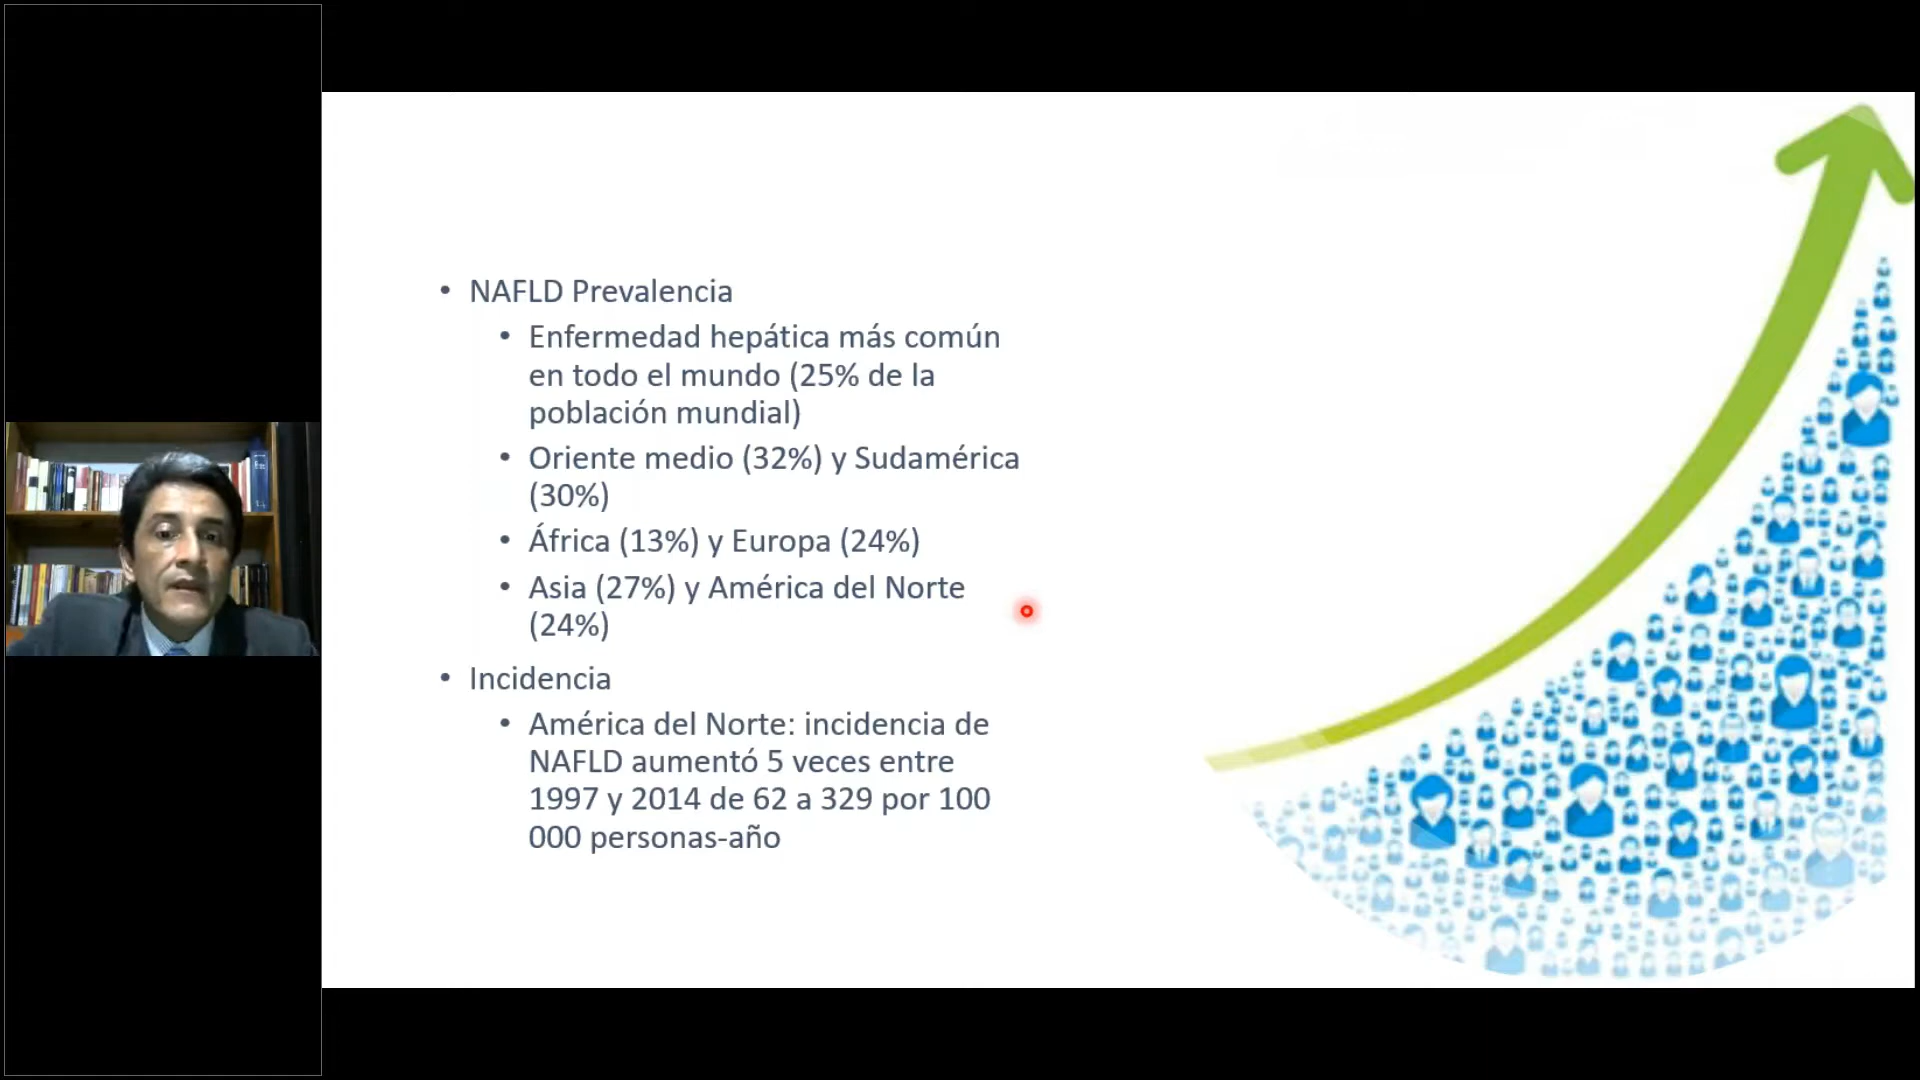 • NAFLD Prevalencia
• Enfermedad hepática más común
en todo el mundo (25% de la
población mundial)
• Oriente medio (32%) y Sudamérica
(30%)
• África (13%) y Europa (24%)
• Asia (27%) y América del Norte
(24%)
• Incidencia
• América del Norte: incidencia de
NAFLD aumentó 5 veces entre
1997 y 2014 de 62 a 329 por 100
000 personas-año